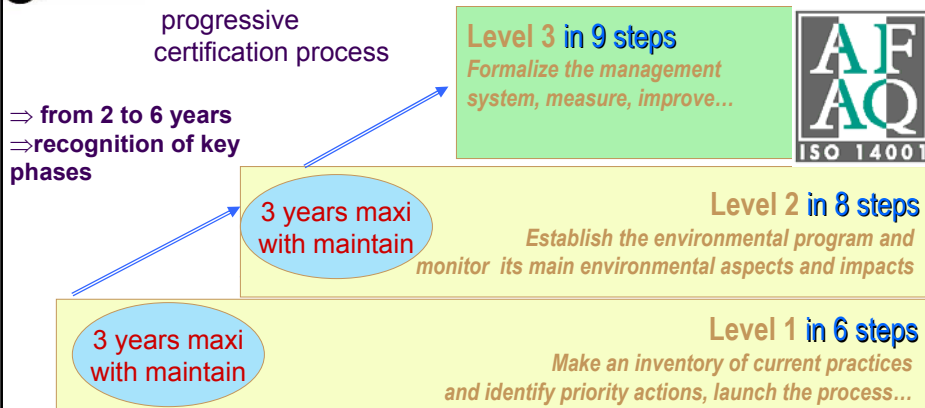 progressive
certification process
⇒ from 2 to 6 years
⇒recognition of key
phases
Level 3 in 9 steps
Formalize the management
system, measure, improve…
AF
AQ
ISO 14001
3 years maxi
with maintain
Level 2 in 8 steps
Establish the environmental program and
monitor its main environmental aspects and impacts
3 years maxi
with maintain
Level 1 in 6 steps
Make an inventory of current practices
and identify priority actions, launch the process…